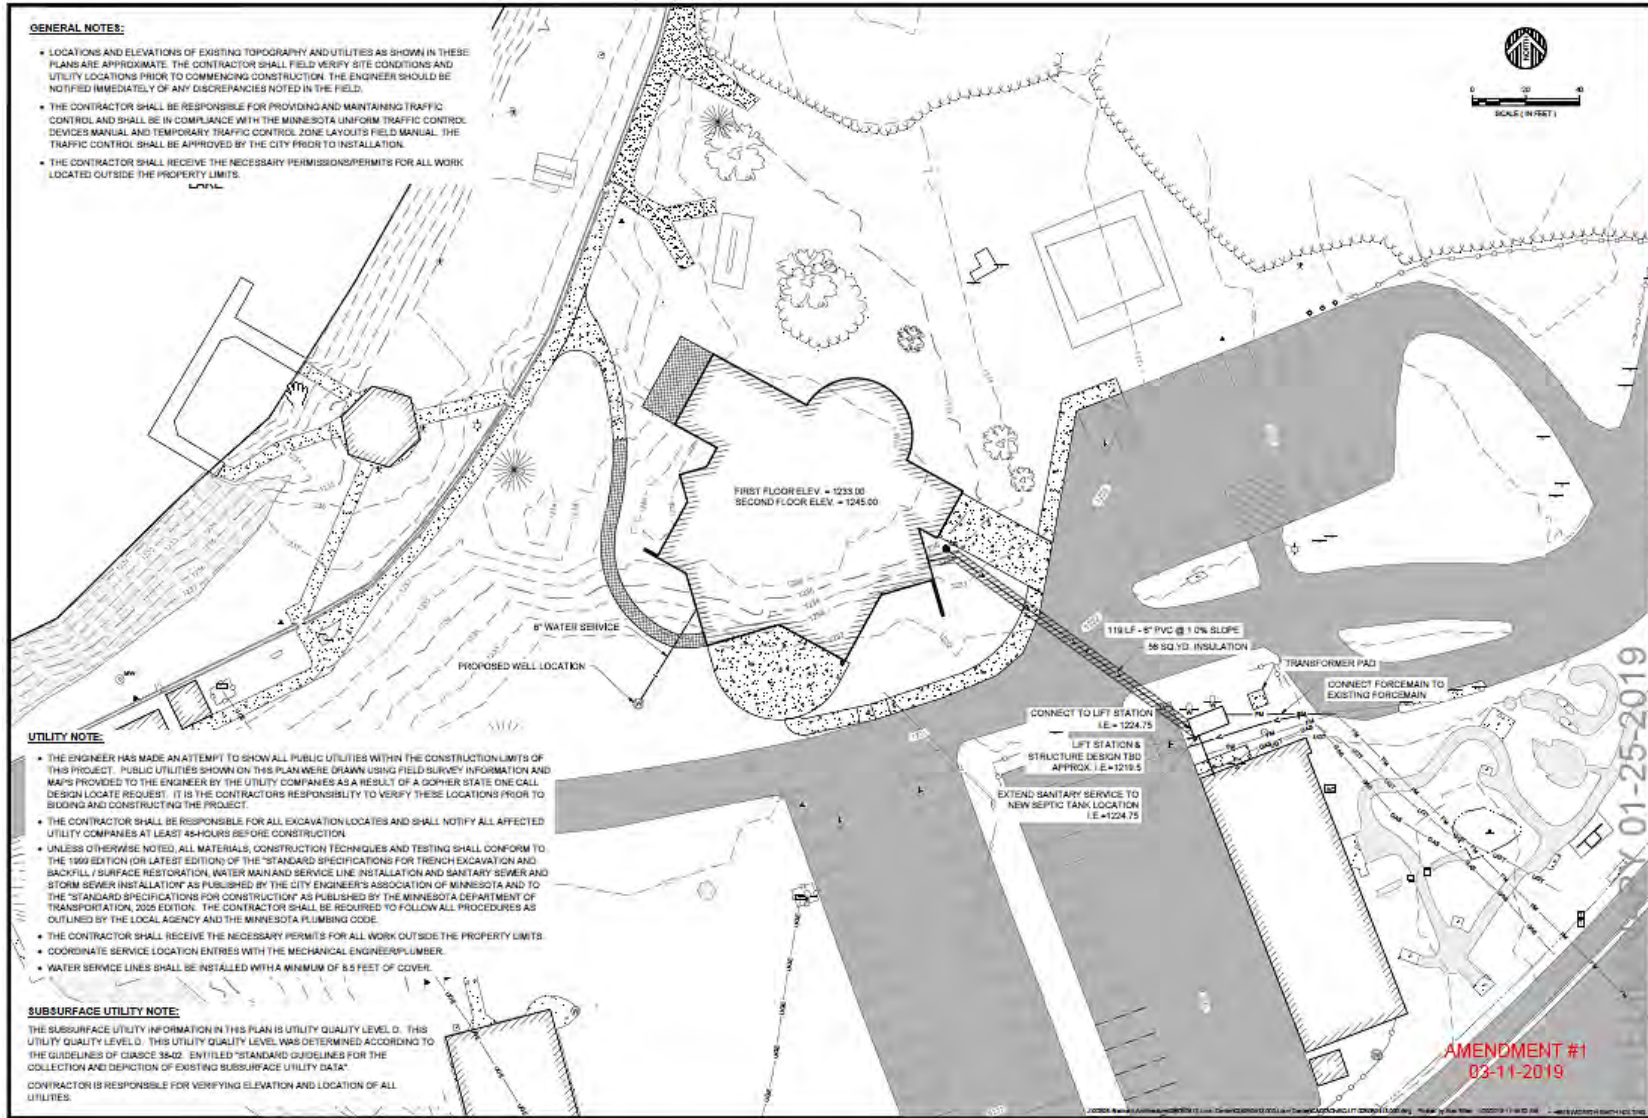 GENERAL NOTES:
• LOCATIONS AND ELEVATIONS OF EXISTING TOPOGRAPHY AND UTILITIES AS SHOWN IN THESE
PLANS ARE APPROXIMATE. THE CONTRACTOR SHALL FIELD VERIFY SITE CONDITIONS AND
UTILITY LOCATIONS PRIOR TO COMMENCING CONSTRUCTION. THE ENGINEER SHOULD BE
NOTIFIED IMMEDIATELY OF ANY DISCREPANCIES NOTED IN THE FIELD.
• THE CONTRACTOR SHALL BE RESPONSIBLE FOR PROVIDING AND MAINTAINING TRAFFIC
CONTROL AND SHALL BE IN COMPLIANCE WITH THE MINNESOTA UNIFORM TRAFFIC CONTROL
DEVICES MANUAL AND TEMPORARY TRAFFIC CONTROL ZONE LAYOUTS FIELD MANUAL. THE
TRAFFIC CONTROL SHALL BE APPROVED BY THE CITY PRIOR TO INSTALLATION.
• THE CONTRACTOR SHALL RECEIVE THE NECESSARY PERMISSIONS/PERMITS FOR ALL WORK
LOCATED OUTSIDE THE PROPERTY LIMITS.
LAKE
NORTH
0 20 40
SCALE ( IN FEET )
FIRST FLOOR ELEV. = 1233.00
SECOND FLOOR ELEV. = 1245.00
6" WATER SERVICE
PROPOSED WELL LOCATION
119 LF - 6" PVC @ 1.0% SLOPE
56 SQ.YD. INSULATION
TRANSFORMER PAD
CONNECT FORCEMAIN TO
EXISTING FORCEMAIN
CONNECT TO LIFT STATION
I.E.= 1224.75
LIFT STATION &
STRUCTURE DESIGN TBD
APPROX. I.E.=1219.5
EXTEND SANITARY SERVICE TO
NEW SEPTIC TANK LOCATION
I.E.=1224.75
MW
UTILITY NOTE:
• THE ENGINEER HAS MADE AN ATTEMPT TO SHOW ALL PUBLIC UTILITIES WITHIN THE CONSTRUCTION LIMITS OF
THIS PROJECT. PUBLIC UTILITIES SHOWN ON THIS PLAN WERE DRAWN USING FIELD SURVEY INFORMATION AND
MAPS PROVIDED TO THE ENGINEER BY THE UTILITY COMPANIES AS A RESULT OF A GOPHER STATE ONE CALL
DESIGN LOCATE REQUEST. IT IS THE CONTRACTORS RESPONSIBILITY TO VERIFY THESE LOCATIONS PRIOR TO
BIDDING AND CONSTRUCTING THE PROJECT.
• THE CONTRACTOR SHALL BE RESPONSIBLE FOR ALL EXCAVATION LOCATES AND SHALL NOTIFY ALL AFFECTED
UTILITY COMPANIES AT LEAST 48-HOURS BEFORE CONSTRUCTION.
• UNLESS OTHERWISE NOTED, ALL MATERIALS, CONSTRUCTION TECHNIQUES AND TESTING SHALL CONFORM TO
THE 1999 EDITION (OR LATEST EDITION) OF THE "STANDARD SPECIFICATIONS FOR TRENCH EXCAVATION AND
BACKFILL / SURFACE RESTORATION, WATER MAIN AND SERVICE LINE INSTALLATION AND SANITARY SEWER AND
STORM SEWER INSTALLATION" AS PUBLISHED BY THE CITY ENGINEER'S ASSOCIATION OF MINNESOTA AND TO
THE "STANDARD SPECIFICATIONS FOR CONSTRUCTION" AS PUBLISHED BY THE MINNESOTA DEPARTMENT OF
TRANSPORTATION, 2005 EDITION. THE CONTRACTOR SHALL BE REQUIRED TO FOLLOW ALL PROCEDURES AS
OUTLINED BY THE LOCAL AGENCY AND THE MINNESOTA PLUMBING CODE.
• THE CONTRACTOR SHALL RECEIVE THE NECESSARY PERMITS FOR ALL WORK OUTSIDE THE PROPERTY LIMITS.
• COORDINATE SERVICE LOCATION ENTRIES WITH THE MECHANICAL ENGINEER/PLUMBER.
• WATER SERVICE LINES SHALL BE INSTALLED WITH A MINIMUM OF 8.5 FEET OF COVER.
SUBSURFACE UTILITY NOTE:
THE SUBSURFACE UTILITY INFORMATION IN THIS PLAN IS UTILITY QUALITY LEVEL D. THIS
UTILITY QUALITY LEVEL D. THIS UTILITY QUALITY LEVEL WAS DETERMINED ACCORDING TO
THE GUIDELINES OF CI/ASCE 38-02. ENTITLED "STANDARD GUIDELINES FOR THE
COLLECTION AND DEPICTION OF EXISTING SUBSURFACE UTILITY DATA"
CONTRACTOR IS RESPONSIBLE FOR VERIFYING ELEVATION AND LOCATION OF ALL
UTILITIES.
BY 01-25-2019
AMENDMENT #1
03-11-2019